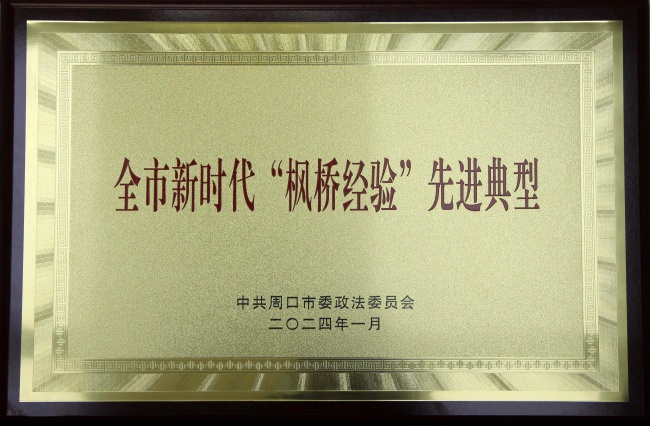 全市新时代“枫桥经验”先进典型
中共周口市委政法委员会
二〇二四年一月